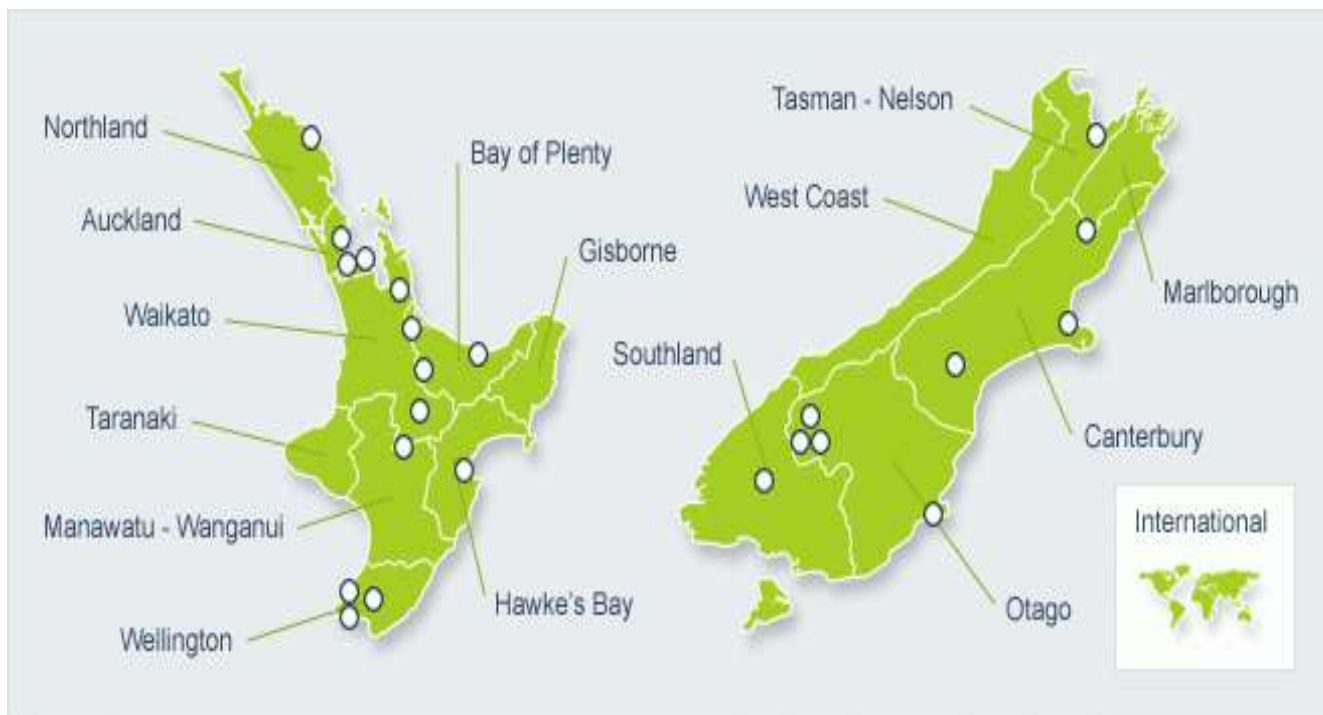 Northland
Auckland
Waikato
Taranaki
Manawatu - Wanganui
Wellington
Bay of Plenty
Gisborne
Hawke's Bay
Tasman - Nelson
West Coast
Southland
Marlborough
Canterbury
Otago
International